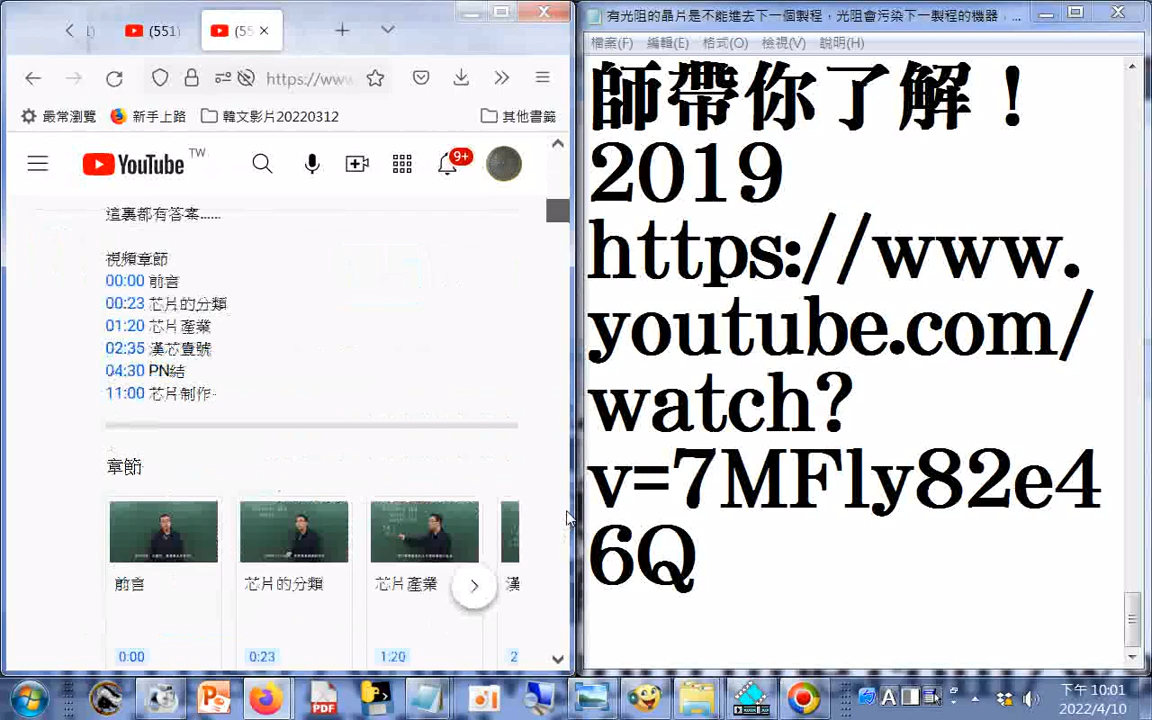 (551)
(55
有光阻的晶片是不能進去下一個製程，光阻會污染下一製程的機器．...
檔案(F) 編輯(E) 格式(O) 檢視(V) 說明(H)
https://www
最常瀏覽 新手上路 韓文影片20220312 其他書籤
YouTube TW
9+
這裏都有答案......
視頻章節
00:00 前言
00:23 芯片的分類
01:20 芯片產業
02:35 漢芯壹號
04:30 PN結
11:00 芯片制作
章節
前言 芯片的分類 芯片產業 漢
0:00 0:23 1:20 2
師帶你了解！
2019
https://www.
youtube.com/
watch?
v=7MFly82e4
6Q
PDF
A
下午 10:01
2022/4/10